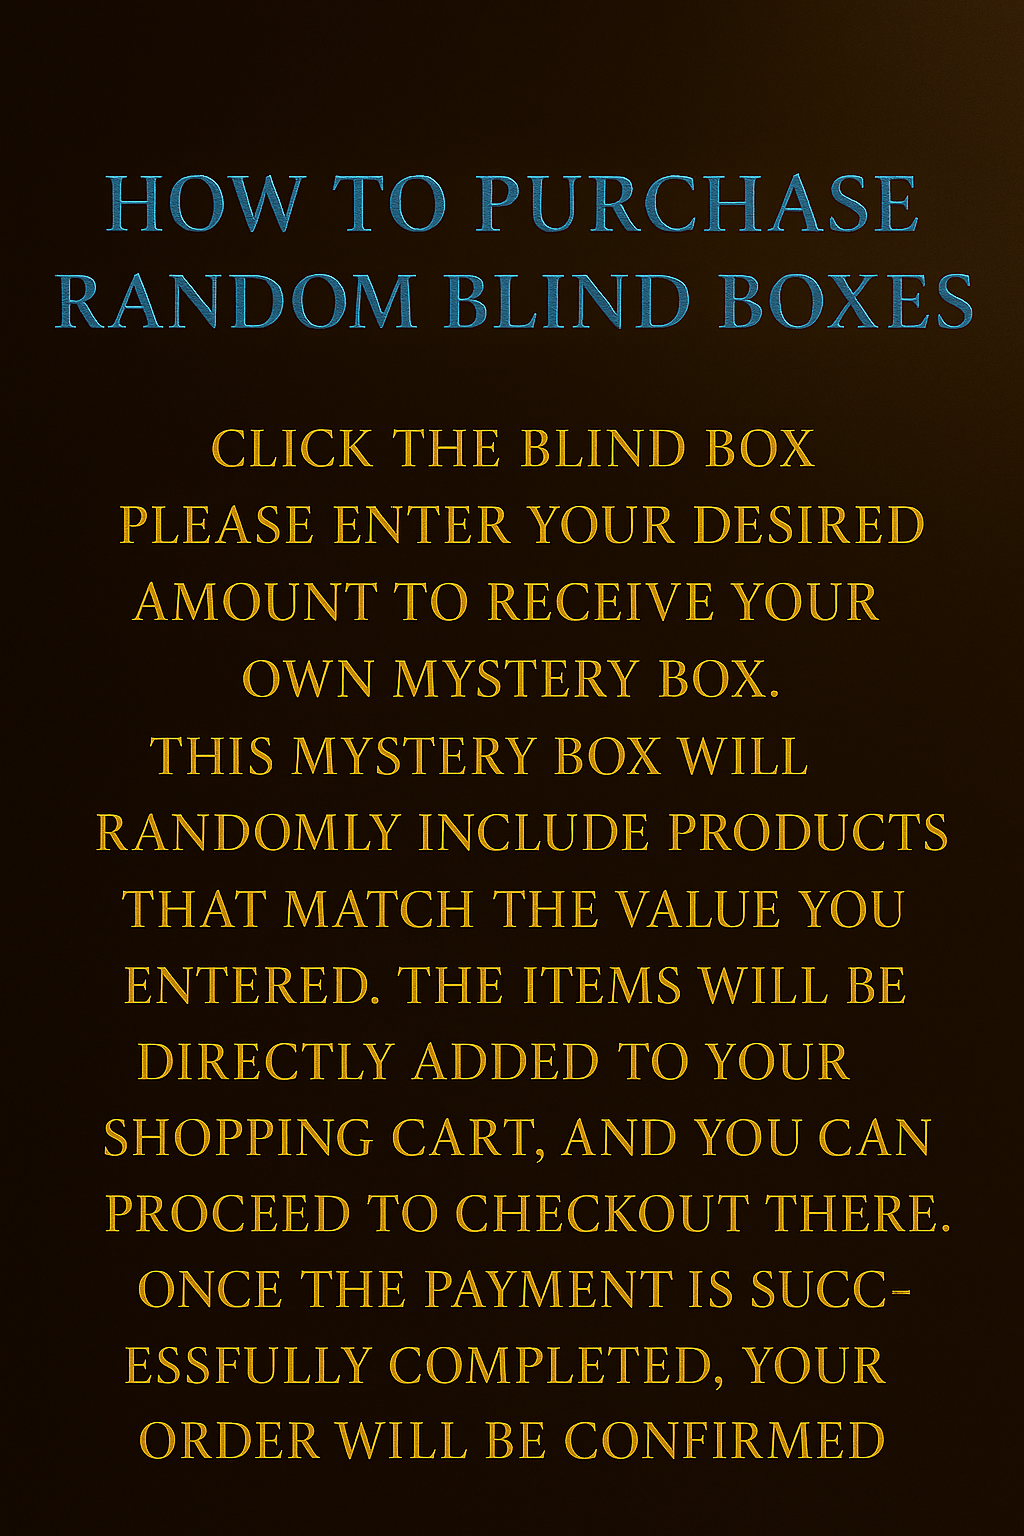 HOW TO PURCHASE
RANDOM BLIND BOXES
CLICK THE BLIND BOX
PLEASE ENTER YOUR DESIRED
AMOUNT TO RECEIVE YOUR
OWN MYSTERY BOX.
THIS MYSTERY BOX WILL
RANDOMLY INCLUDE PRODUCTS
THAT MATCH THE VALUE YOU
ENTERED. THE ITEMS WILL BE
DIRECTLY ADDED TO YOUR
SHOPPING CART, AND YOU CAN
PROCEED TO CHECKOUT THERE.
ONCE THE PAYMENT IS SUCC-
ESSFULLY COMPLETED, YOUR
ORDER WILL BE CONFIRMED